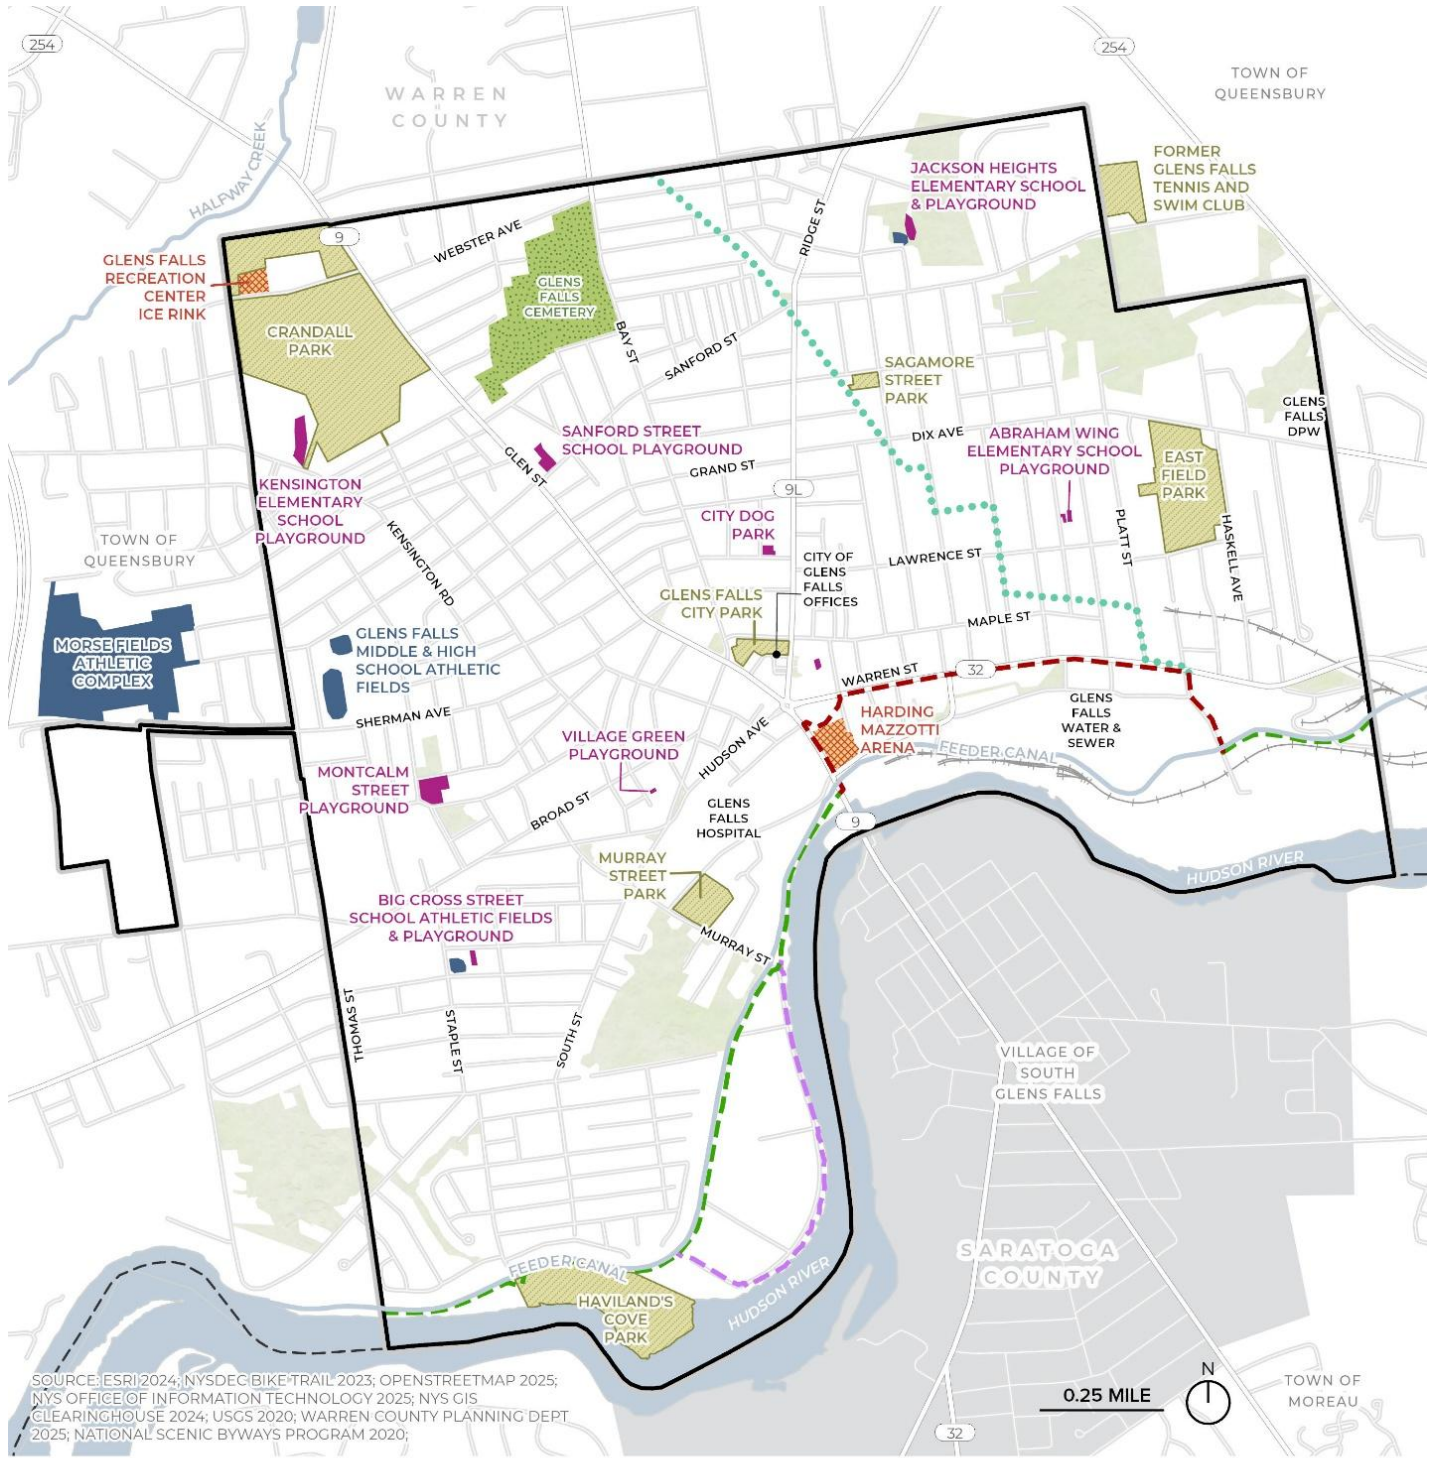 254
254
WARREN
COUNTY
TOWN OF
QUEENSBURY
HALFWAY CREEK
FORMER
GLENS FALLS
TENNIS AND
SWIM CLUB
JACKSON HEIGHTS
ELEMENTARY SCHOOL
& PLAYGROUND
RIDGE ST
9
WEBSTER AVE
GLENS FALLS
RECREATION
CENTER
ICE RINK
GLENS
FALLS
CEMETERY
CRANDALL
PARK
BAY ST
SANFORD ST
SAGAMORE
STREET
PARK
GLENS
FALLS
DPW
SANFORD STREET
SCHOOL PLAYGROUND
DIX AVE
ABRAHAM WING
ELEMENTARY SCHOOL
PLAYGROUND
EAST
FIELD
PARK
GLEN ST
GRAND ST
9L
KENSINGTON
ELEMENTARY
SCHOOL
PLAYGROUND
CITY DOG
PARK
PLATT ST
HASKELL AVE
TOWN OF
QUEENSBURY
KENSINGTON RD
CITY OF
GLENS
FALLS
OFFICES
LAWRENCE ST
GLENS FALLS
CITY PARK
MAPLE ST
MORSE FIELDS
ATHLETIC
COMPLEX
GLENS FALLS
MIDDLE & HIGH
SCHOOL ATHLETIC
FIELDS
WARREN ST
32
SHERMAN AVE
HARDING
MAZZOTTI
ARENA
GLENS
FALLS
WATER &
SEWER
VILLAGE GREEN
PLAYGROUND
HUDSON AVE
FEEDER CANAL
MONTCALM
STREET
PLAYGROUND
BROAD ST
GLENS
FALLS
HOSPITAL
9
MURRAY
STREET
PARK
HUDSON RIVER
BIG CROSS STREET
SCHOOL ATHLETIC FIELDS
& PLAYGROUND
MURRAY ST
THOMAS ST
STAPLE ST
SOUTH ST
VILLAGE OF
SOUTH
GLENS FALLS
SARATOGA
COUNTY
FEEDER CANAL
HAVILAND'S
COVE
PARK
HUDSON RIVER
SOURCE: ESRI 2024; NYSDEC BIKE TRAIL 2023; OPENSTREETMAP 2025;
NYS OFFICE OF INFORMATION TECHNOLOGY 2025; NYS GIS
CLEARINGHOUSE 2024; USGS 2020; WARREN COUNTY PLANNING DEPT
2025; NATIONAL SCENIC BYWAYS PROGRAM 2020;
0.25 MILE
N
TOWN OF
MOREAU
32